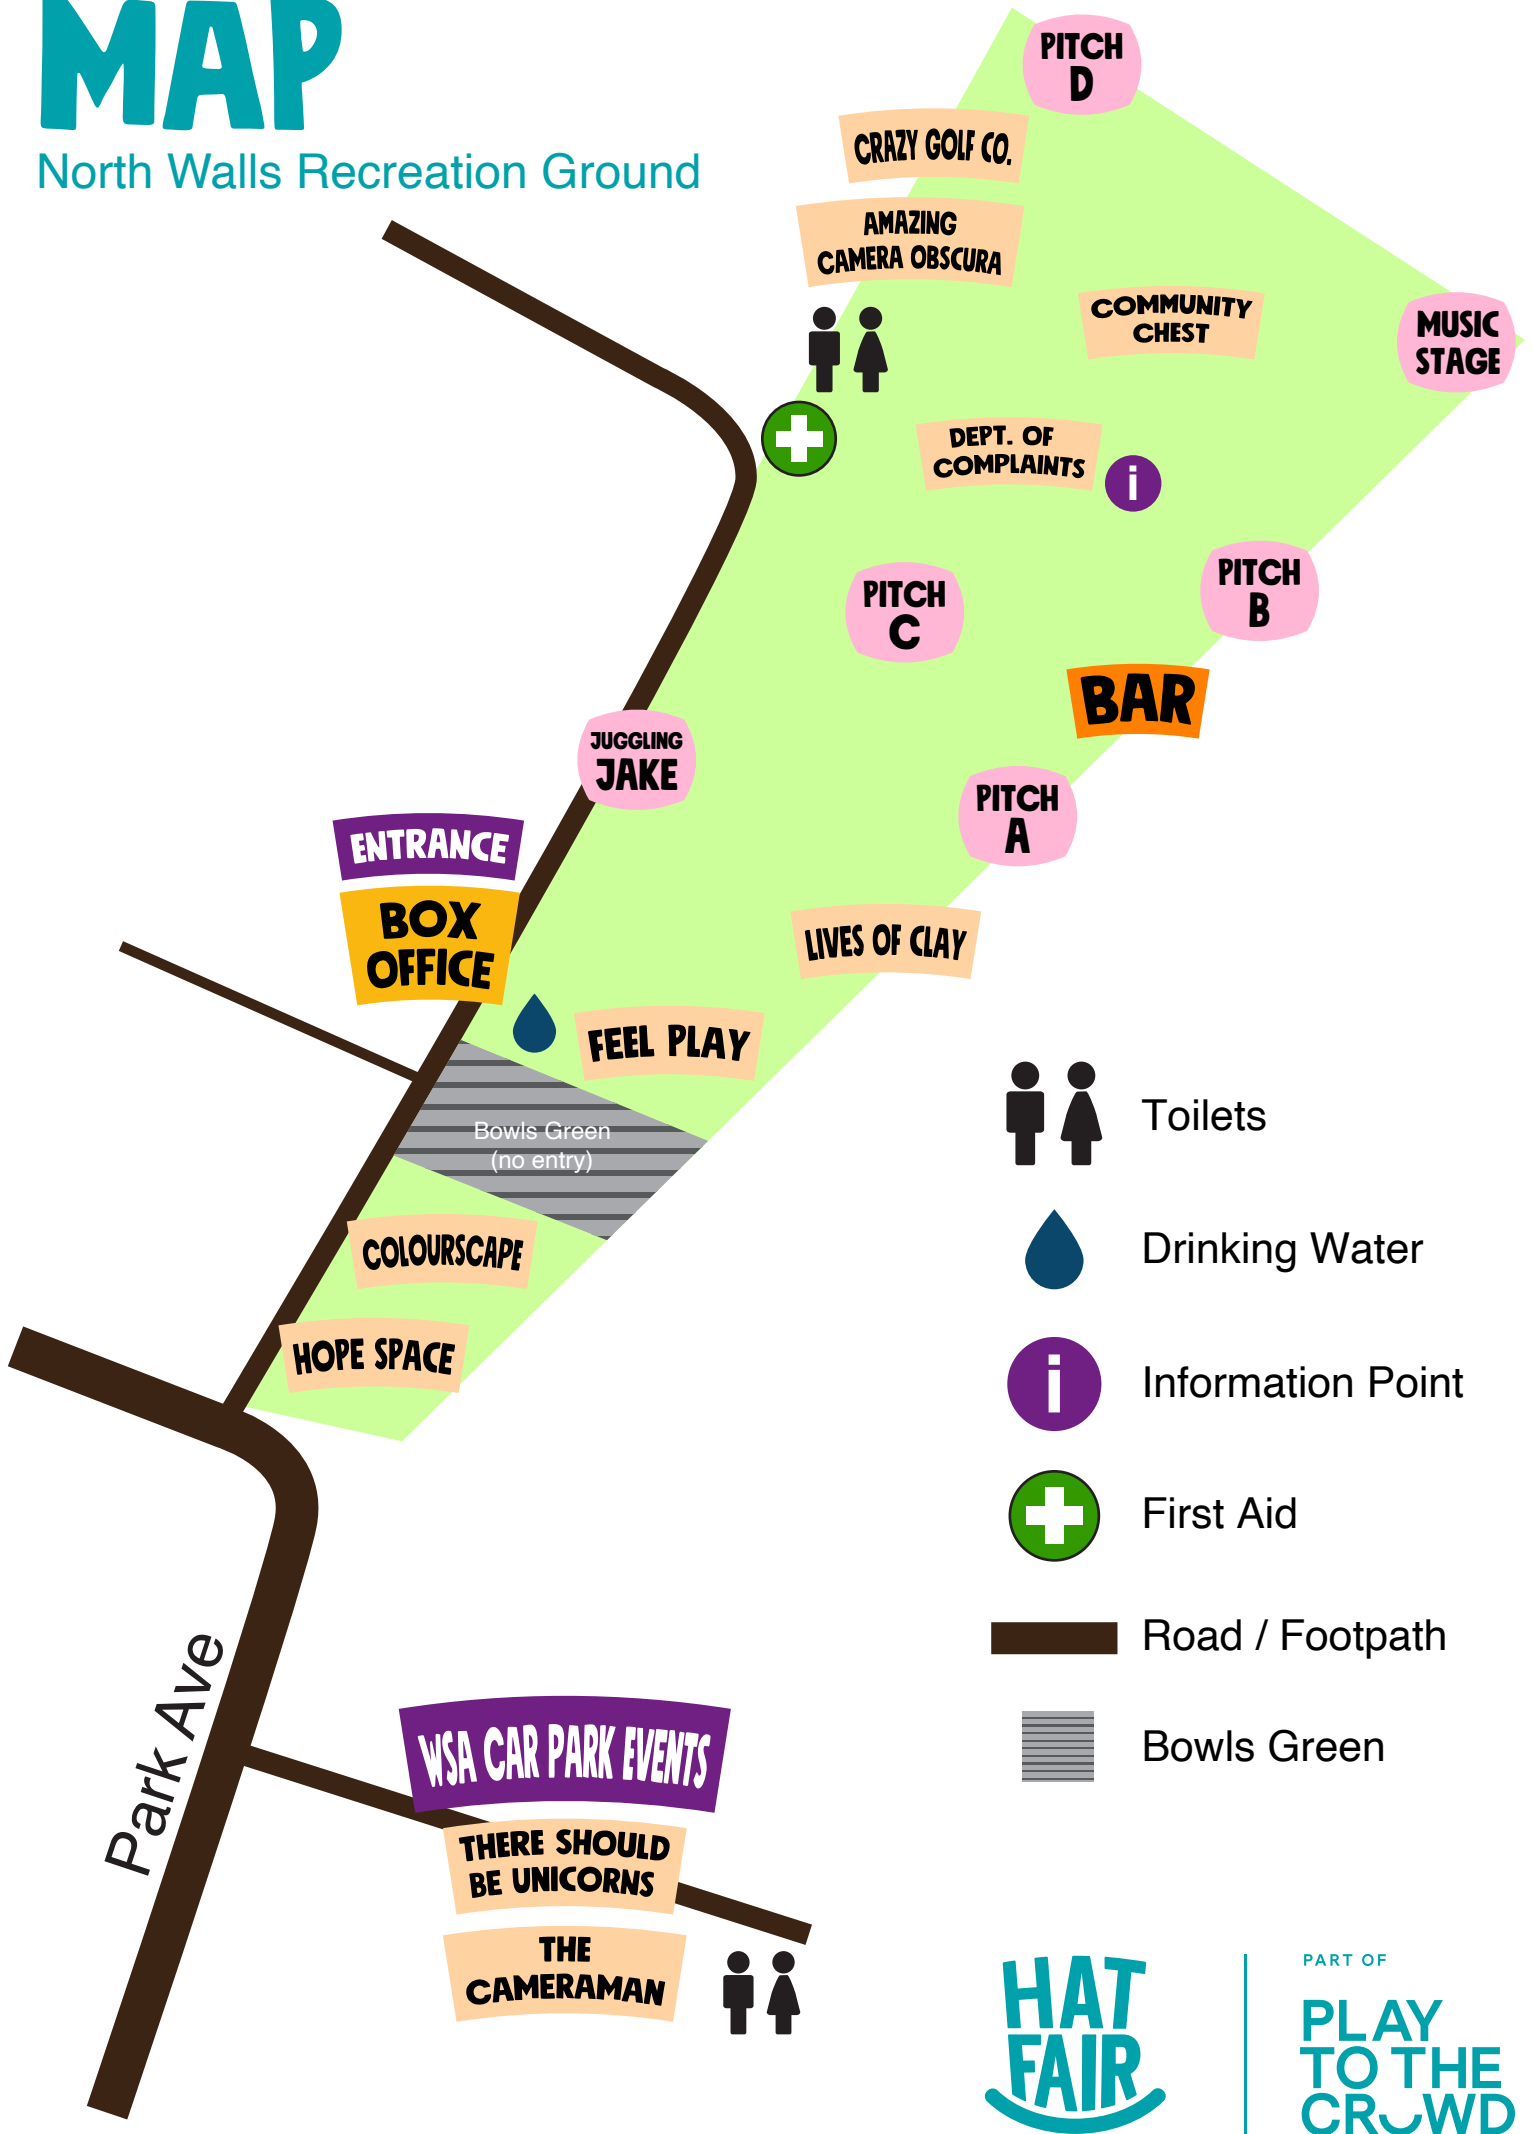 MAP
North Walls Recreation Ground
PITCH
D
CRAZY GOLF CO.
AMAZING
CAMERA OBSCURA
COMMUNITY
CHEST
MUSIC
STAGE
DEPT. OF
COMPLAINTS
i
PITCH
C
PITCH
B
BAR
JUGGLING
JAKE
PITCH
A
ENTRANCE
BOX
OFFICE
LIVES OF CLAY
FEEL PLAY
Bowls Green
(no entry)
COLOURSCAPE
HOPE SPACE
Toilets
Drinking Water
i
Information Point
First Aid
Road / Footpath
Bowls Green
Park Ave
WSA CAR PARK EVENTS
THERE SHOULD
BE UNICORNS
THE
CAMERAMAN
HAT
FAIR
PART OF
PLAY
TO THE
CROWD